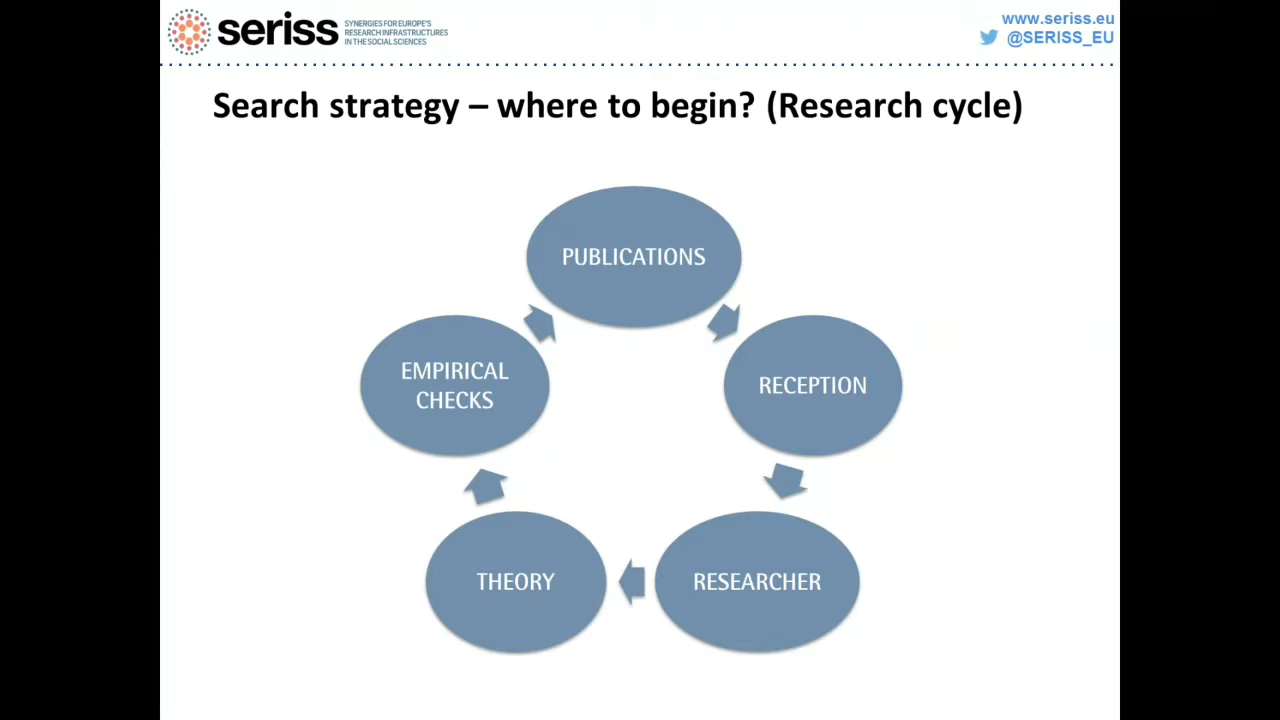 seriss
SYNERGIES FOR EUROPE'S
RESEARCH INFRASTRUCTURES
IN THE SOCIAL SCIENCES
www.seriss.eu
@SERISS_EU
Search strategy – where to begin? (Research cycle)
PUBLICATIONS
RECEPTION
RESEARCHER
THEORY
EMPIRICAL
CHECKS